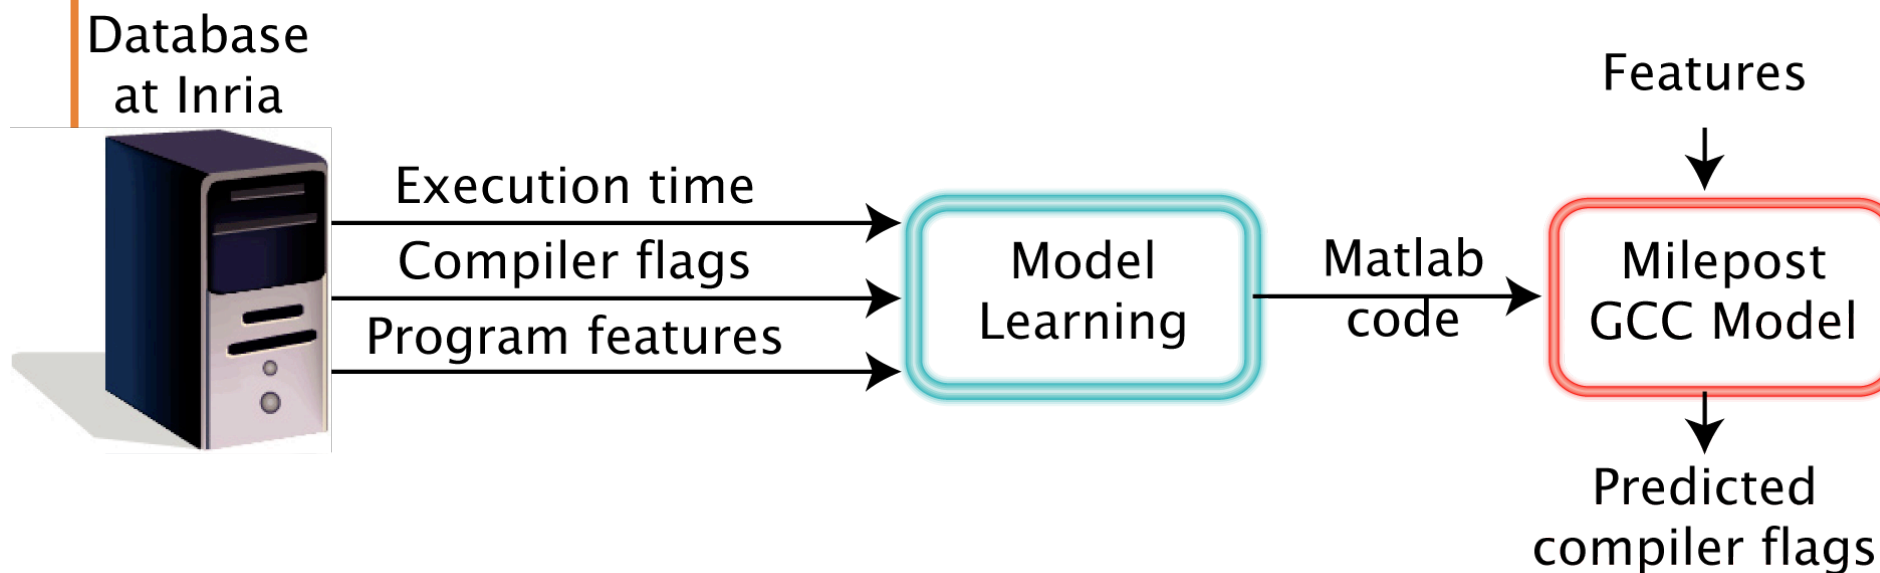 Database
at Inria
Execution time
Compiler flags
Program features
Model
Learning
Matlab
code
Features
Milepost
GCC Model
Predicted
compiler flags